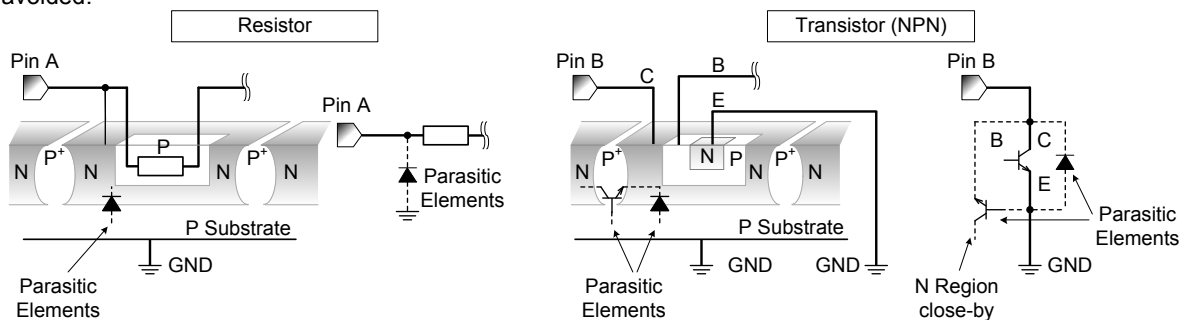 avoided.
Resistor
Transistor (NPN)
Pin A
Pin A
N
P+
N
P
N
P+
N
Parasitic
Elements
P Substrate
GND
Parasitic
Elements
Pin B
C
B
E
N
P+
N
N
P
N
P+
N
P Substrate
GND
GND
Parasitic
Elements
Pin B
B
C
E
Parasitic
Elements
GND
N Region
close-by